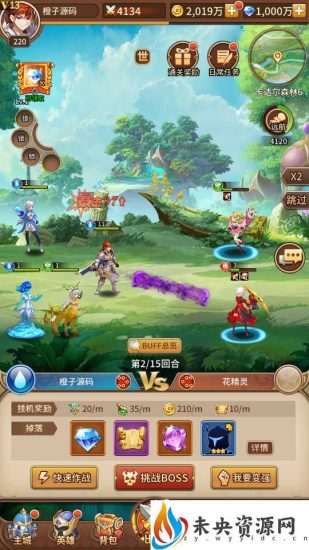 V13
橙子源码
4134
2,019万
1,000万
220
世
通关奖励
日常任务
卡达尔森林6
锁
锁
锁
远航
X2
跳过
BUFF总览
第2/15回合
橙子源码
VS
花精灵
挂机奖励
20/m
35/m
210/m
10/m
掉落
详情
快速作战
挑战BOSS
我要变强
主城
英雄
背包
未央资源网